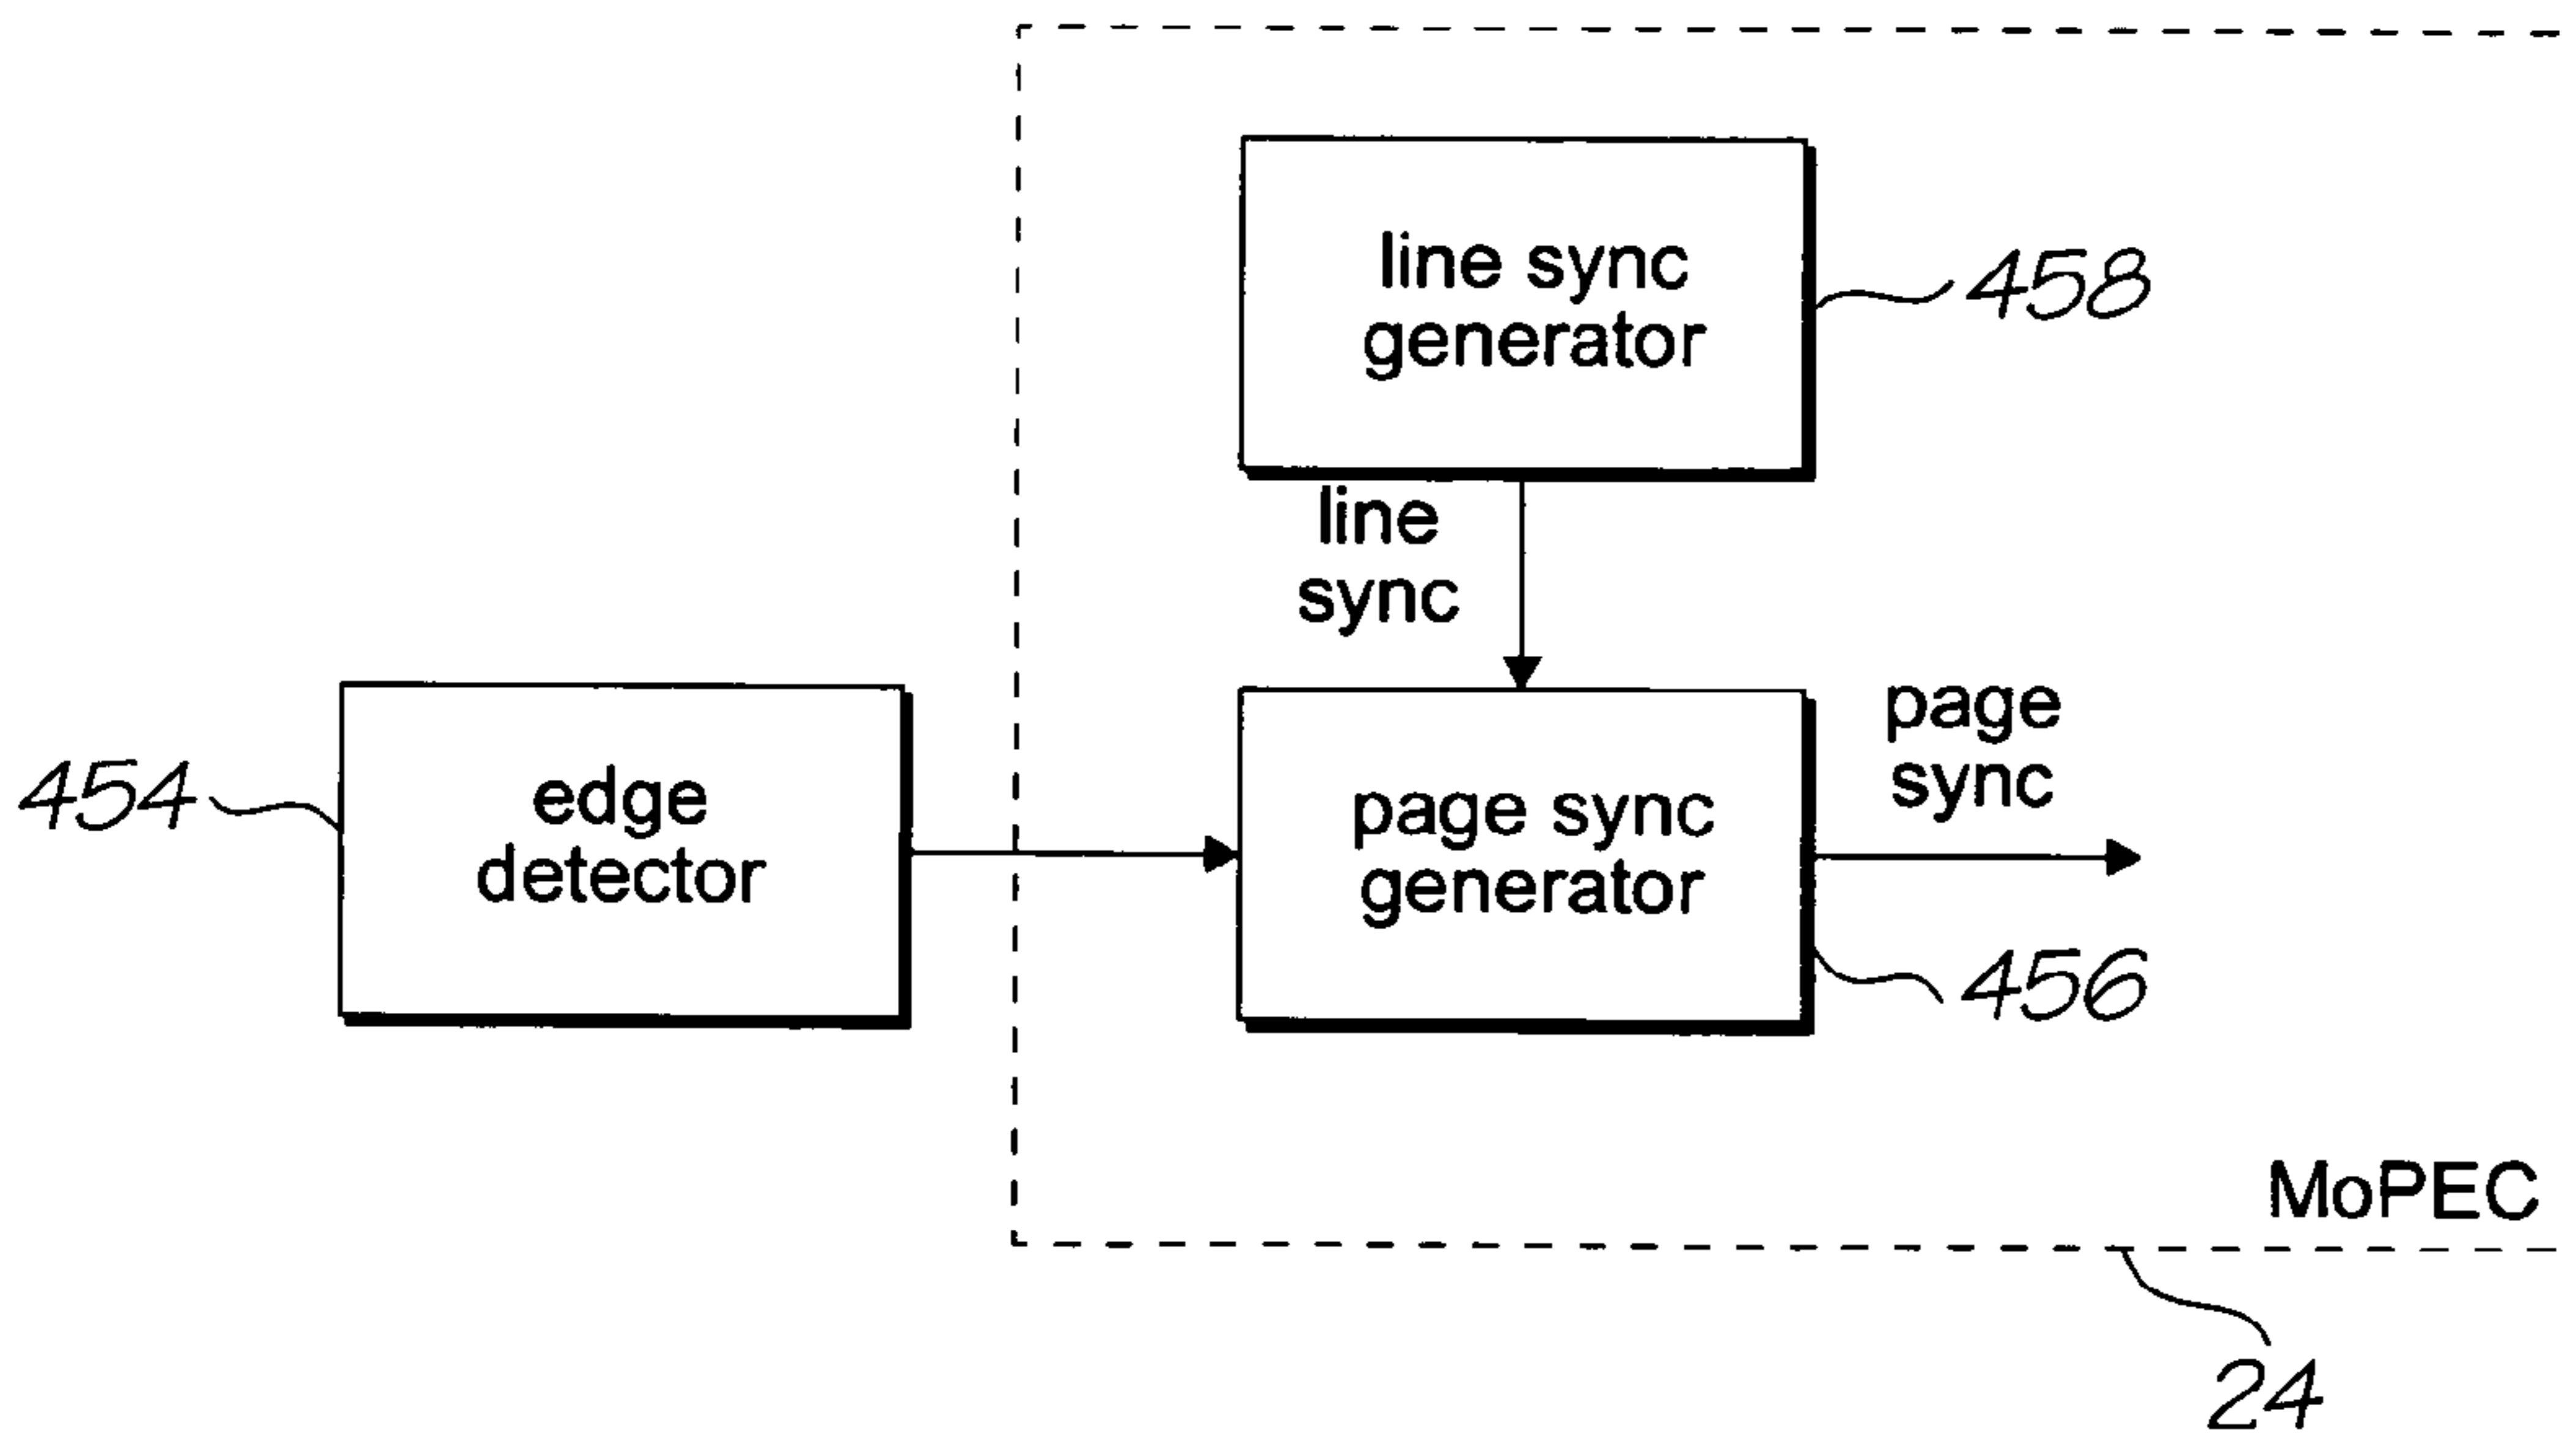 line sync
generator
458
line
sync
page
sync
454
edge
detector
page sync
generator
456
MoPEC
24